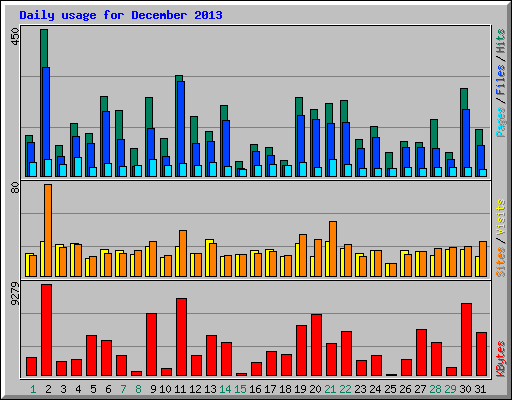 Daily usage for December 2013
450
Pages / Files / Hits
80
Sites / Visits
9279
KBytes
1 2 3 4 5 6 7 8 9 10 11 12 13 14 15 16 17 18 19 20 21 22 23 24 25 26 27 28 29 30 31